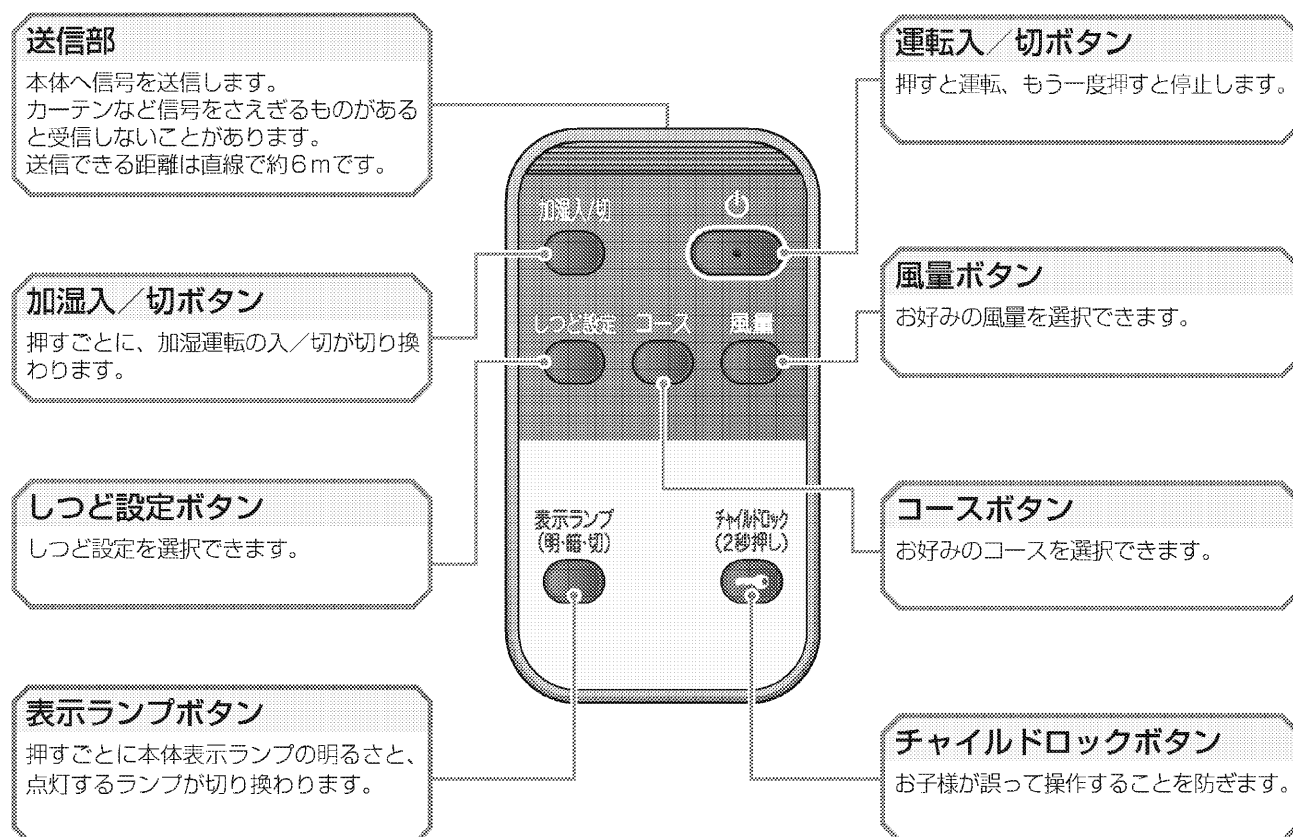 送信部
本体へ信号を送信します。
カーテンなど信号をさえぎるものがある
と受信しないことがあります。
送信できる距離は直線で約6mです。
加湿入／切ボタン
押すごとに、加湿運転の入／切が切り換
わります。
しつど設定ボタン
しつど設定を選択できます。
表示ランプボタン
押すごとに本体表示ランプの明るさと、
点灯するランプが切り換わります。
加湿入/切
しつど設定 コース 風量
表示ランプ
(明・暗・切)
チャイルドロック
(2秒押し)
運転入／切ボタン
押すと運転、もう一度押すと停止します。
風量ボタン
お好みの風量を選択できます。
コースボタン
お好みのコースを選択できます。
チャイルドロックボタン
お子様が誤って操作することを防ぎます。